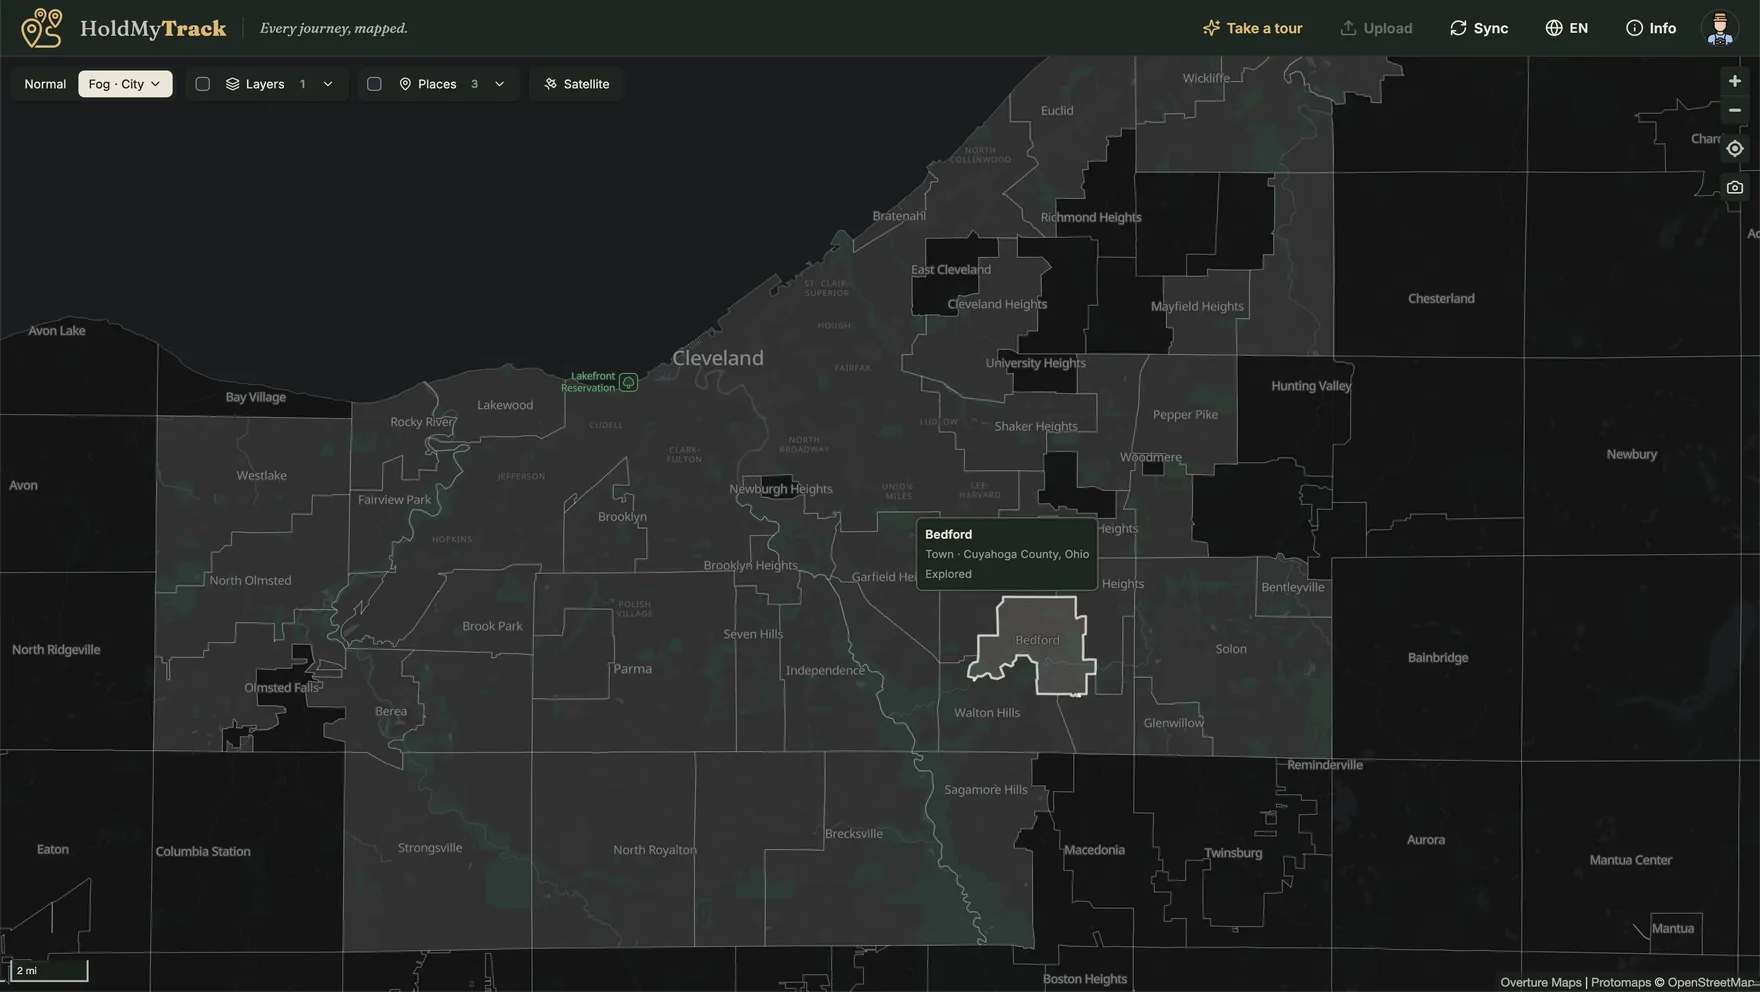 HoldMyTrack
Every journey, mapped.
Take a tour
Upload
Sync
EN
Info
Normal
Fog · City
Layers 1
Places 3
Satellite
Wickliffe
Euclid
NORTH
COLLINWOOD
Bratenahl
Richmond Heights
East Cleveland
Cleveland Heights
ST. CLAIR-
SUPERIOR
HOUGH
Mayfield Heights
Chesterland
Avon Lake
Cleveland
University Heights
FAIRFAX
Lakefront
Reservation
Hunting Valley
Bay Village
Lakewood
Rocky River
CUDELL
Pepper Pike
Shaker Heights
LUDLOW
NORTH
BROADWAY
CLARK-
FULTON
Woodmere
Newbury
Westlake
JEFFERSON
Avon
Newburgh Heights
UNION-
MILES
LEE-
HARVARD
Fairview Park
Brooklyn
Heights
HOPKINS
Bedford
Town · Cuyahoga County, Ohio
Explored
Brooklyn Heights
Garfield Hei
Heights
North Olmsted
Bentleyville
POLISH
VILLAGE
Brook Park
Seven Hills
Bedford
North Ridgeville
Solon
Bainbridge
Parma
Independence
Olmsted Falls
Berea
Walton Hills
Glenwillow
Reminderville
Sagamore Hills
Brecksville
Aurora
Eaton
Columbia Station
Strongsville
North Royalton
Macedonia
Twinsburg
Mantua Center
Mantua
Boston Heights
2 mi
Overture Maps | Protomaps © OpenStreetMap